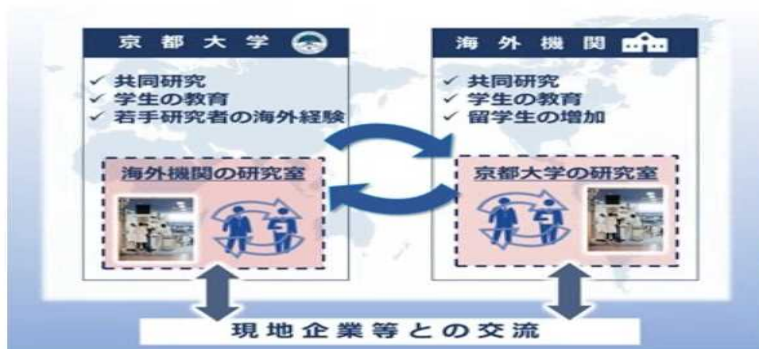 京都大学
✓ 共同研究
✓ 学生の教育
✓ 若手研究者の海外経験
海外機関の研究室
海外機関
✓ 共同研究
✓ 学生の教育
✓ 留学生の増加
京都大学の研究室
現地企業等との交流